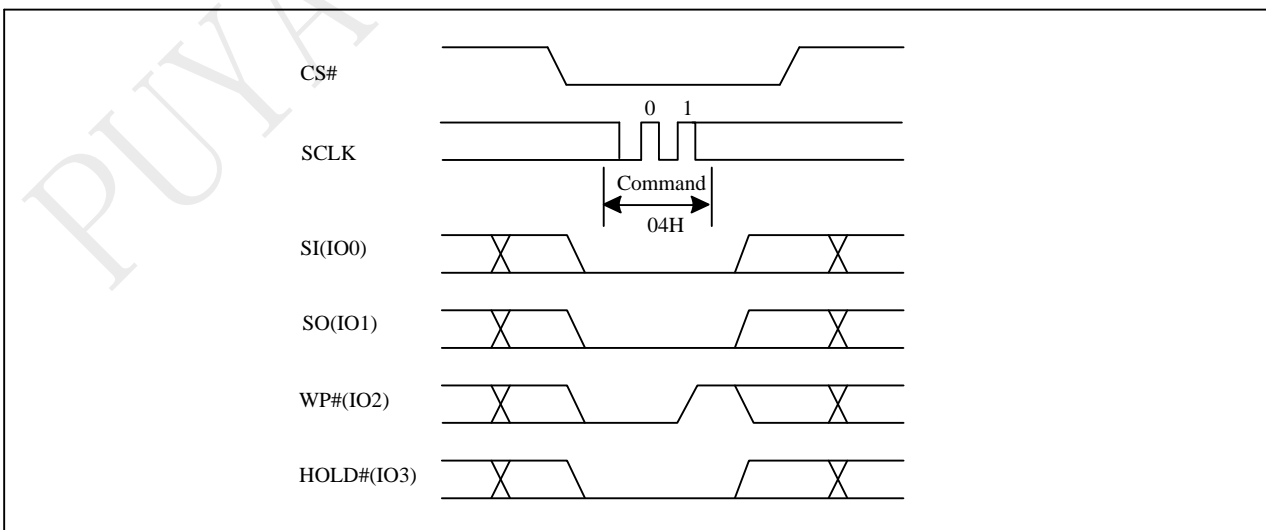 PUYA
CS#
0 1
SCLK
Command
04H
SI(IO0)
SO(IO1)
WP#(IO2)
HOLD#(IO3)